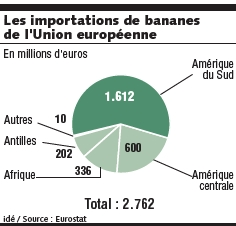 Les importations de bananes
de l'Union européenne
En millions d'euros
Amérique
du Sud
1.612
Autres
10
Antilles
202
600
Afrique
336
Amérique
centrale
Total : 2.762
idé / Source : Eurostat